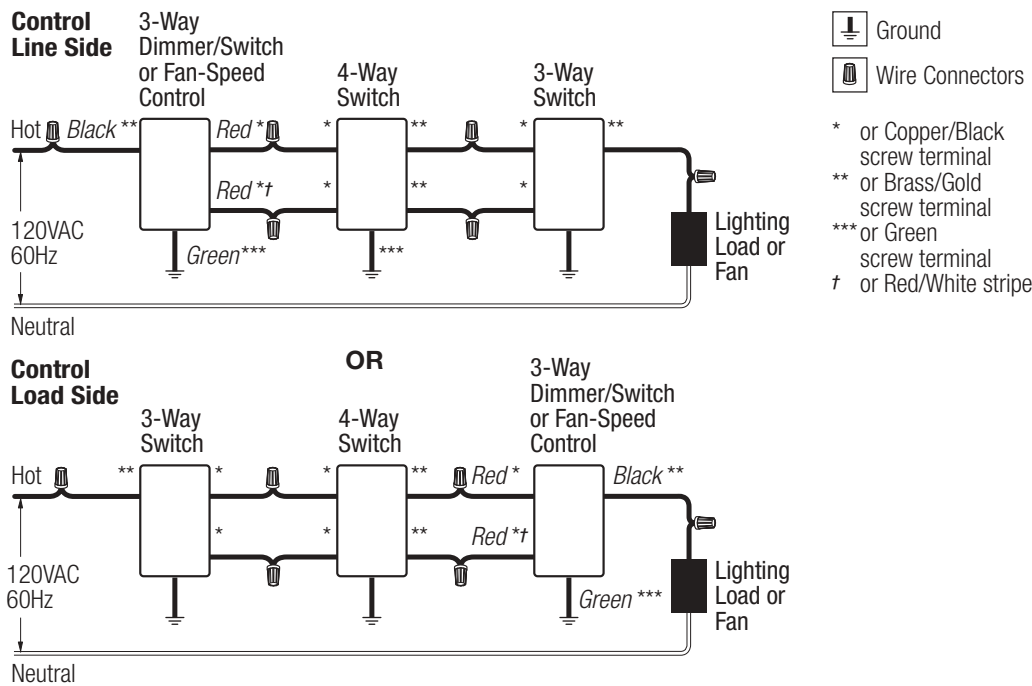 Control
Line Side
3-Way
Dimmer/Switch
or Fan-Speed
Control
4-Way
Switch
3-Way
Switch
Hot
Black **
Red *
*
**
*
**
Red *†
*
**
*
120VAC
60Hz
Green***
***
Lighting
Load or
Fan
Neutral
Ground
Wire Connectors
* or Copper/Black
screw terminal
** or Brass/Gold
screw terminal
*** or Green
screw terminal
† or Red/White stripe
OR
Control
Load Side
3-Way
Switch
4-Way
Switch
3-Way
Dimmer/Switch
or Fan-Speed
Control
Hot
**
*
*
**
Red *
Black **
*
*
**
Red *†
120VAC
60Hz
Green ***
Lighting
Load or
Fan
Neutral